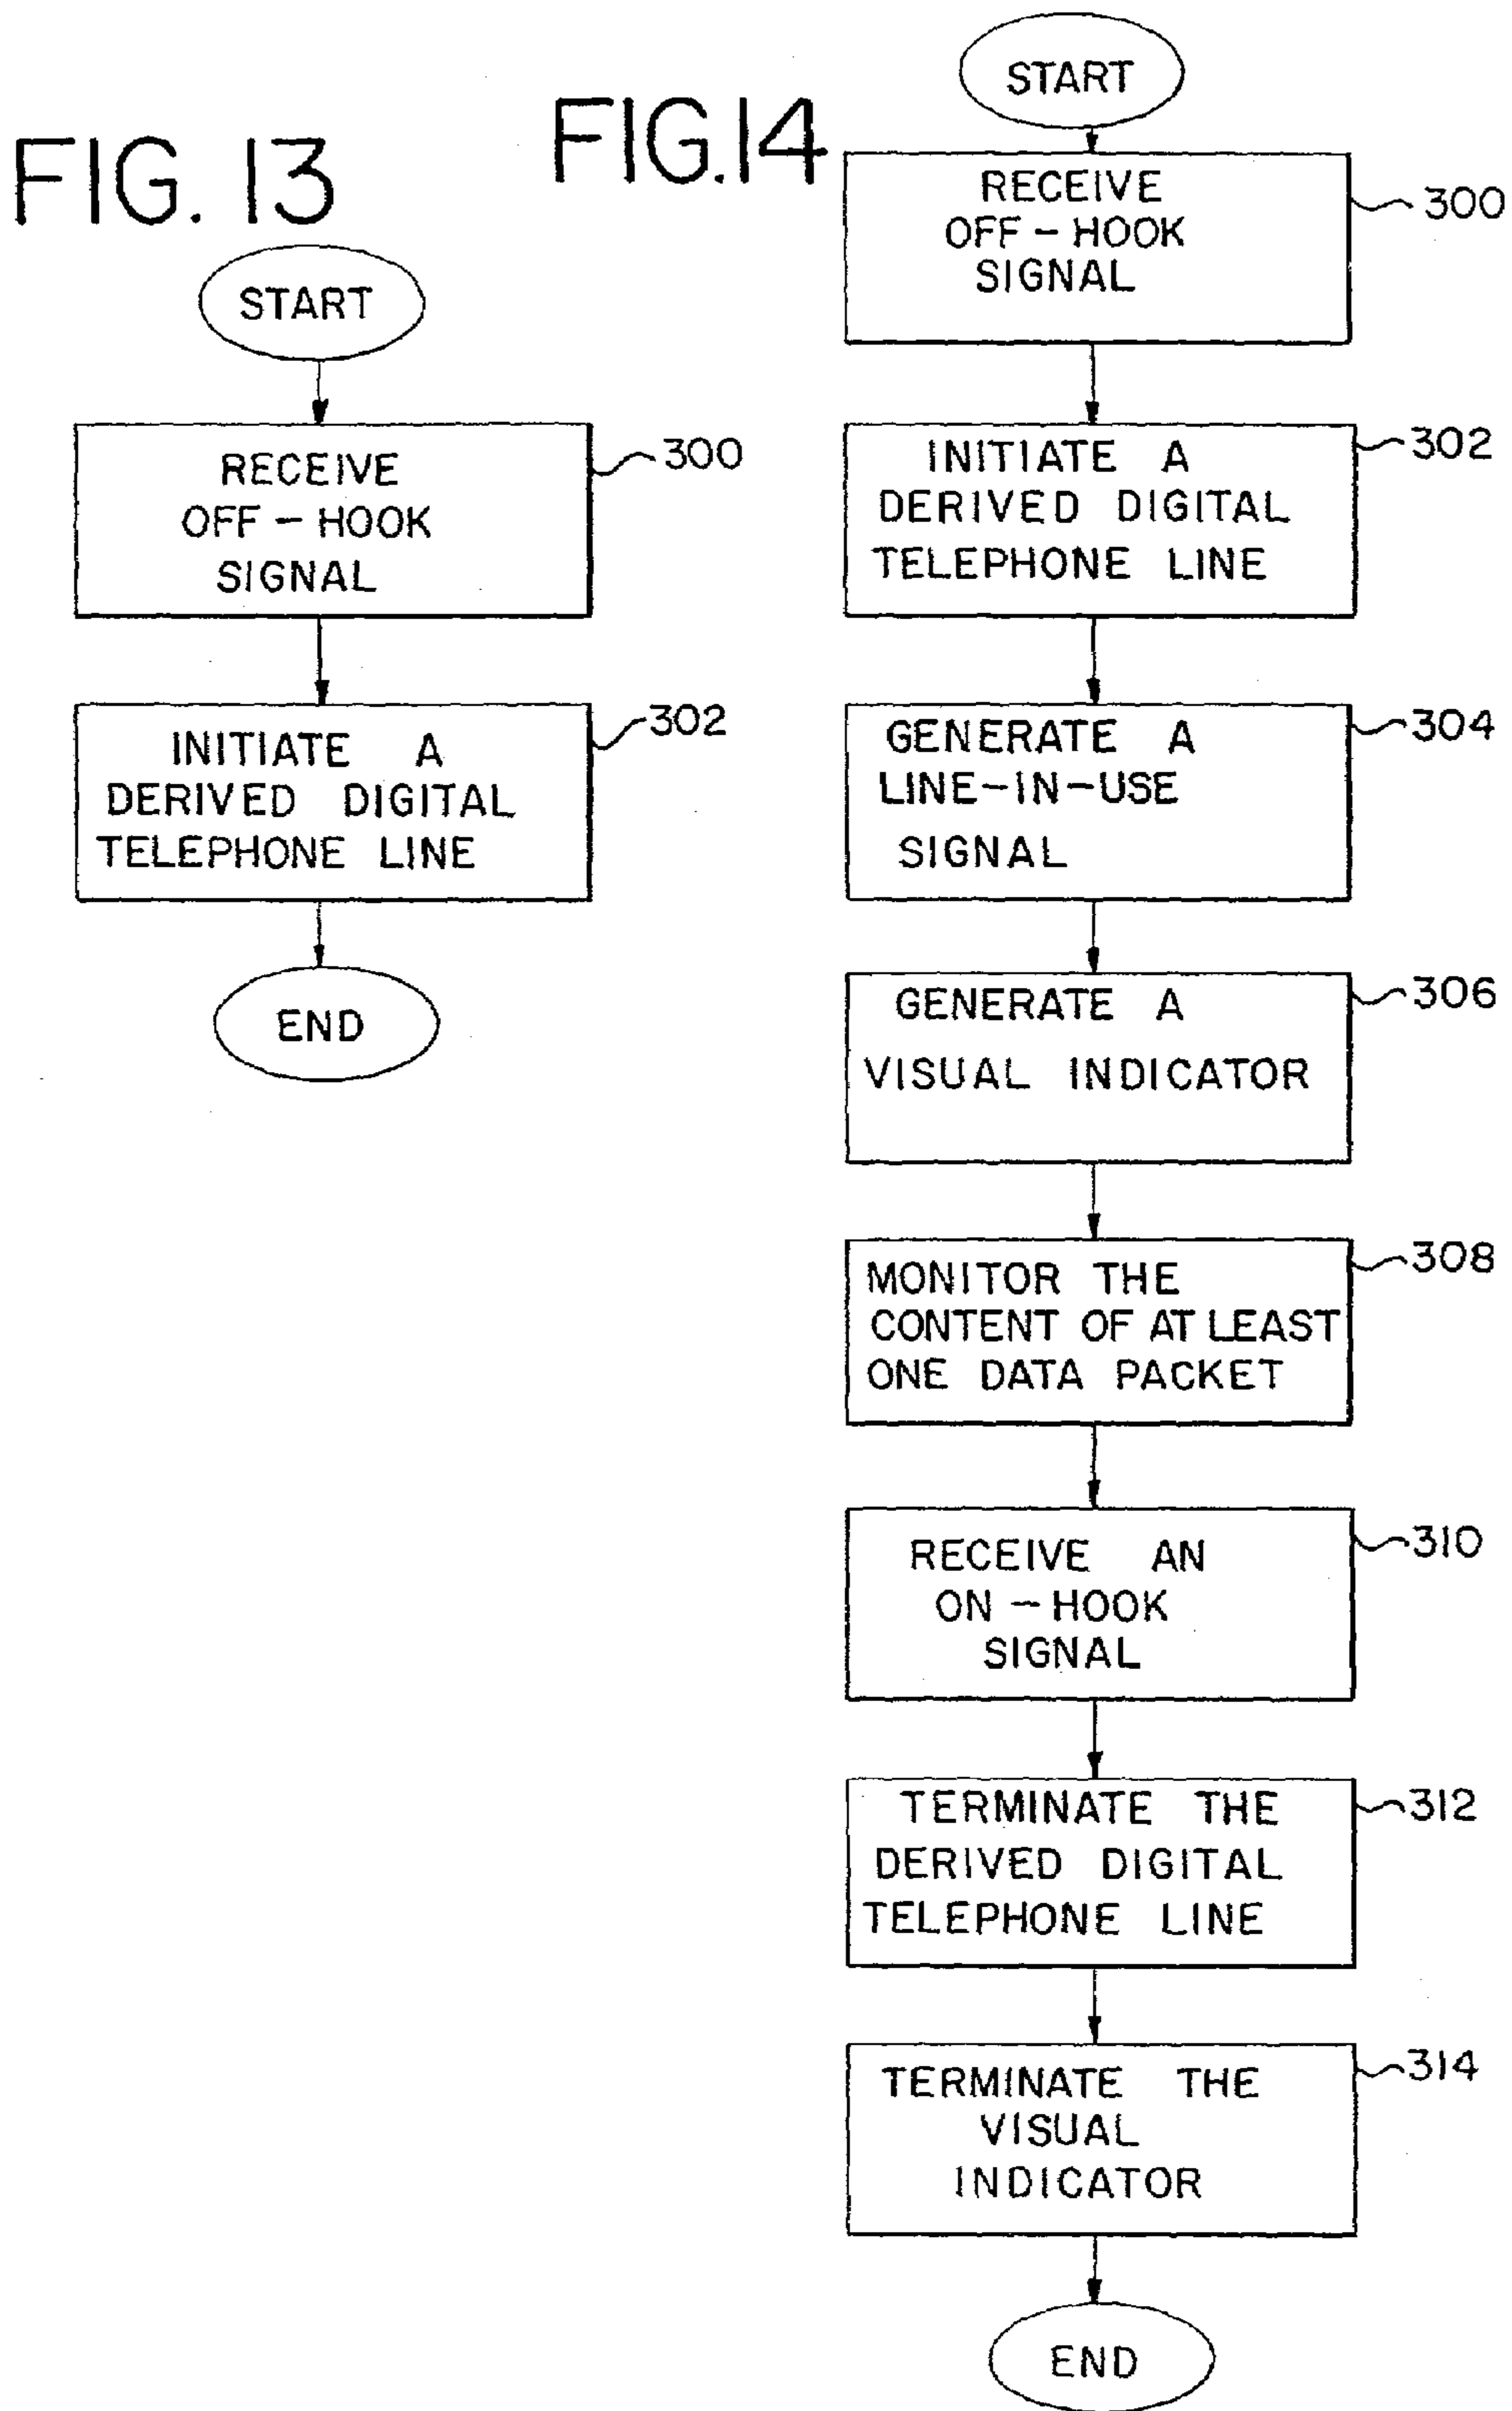 FIG. 13
START
RECEIVE
OFF-HOOK
SIGNAL
300
INITIATE A
DERIVED DIGITAL
TELEPHONE LINE
302
END
FIG.14
START
RECEIVE
OFF-HOOK
SIGNAL
300
INITIATE A
DERIVED DIGITAL
TELEPHONE LINE
302
GENERATE A
LINE-IN-USE
SIGNAL
304
GENERATE A
VISUAL INDICATOR
306
MONITOR THE
CONTENT OF AT LEAST
ONE DATA PACKET
308
RECEIVE AN
ON-HOOK
SIGNAL
310
TERMINATE THE
DERIVED DIGITAL
TELEPHONE LINE
312
TERMINATE THE
VISUAL
INDICATOR
314
END